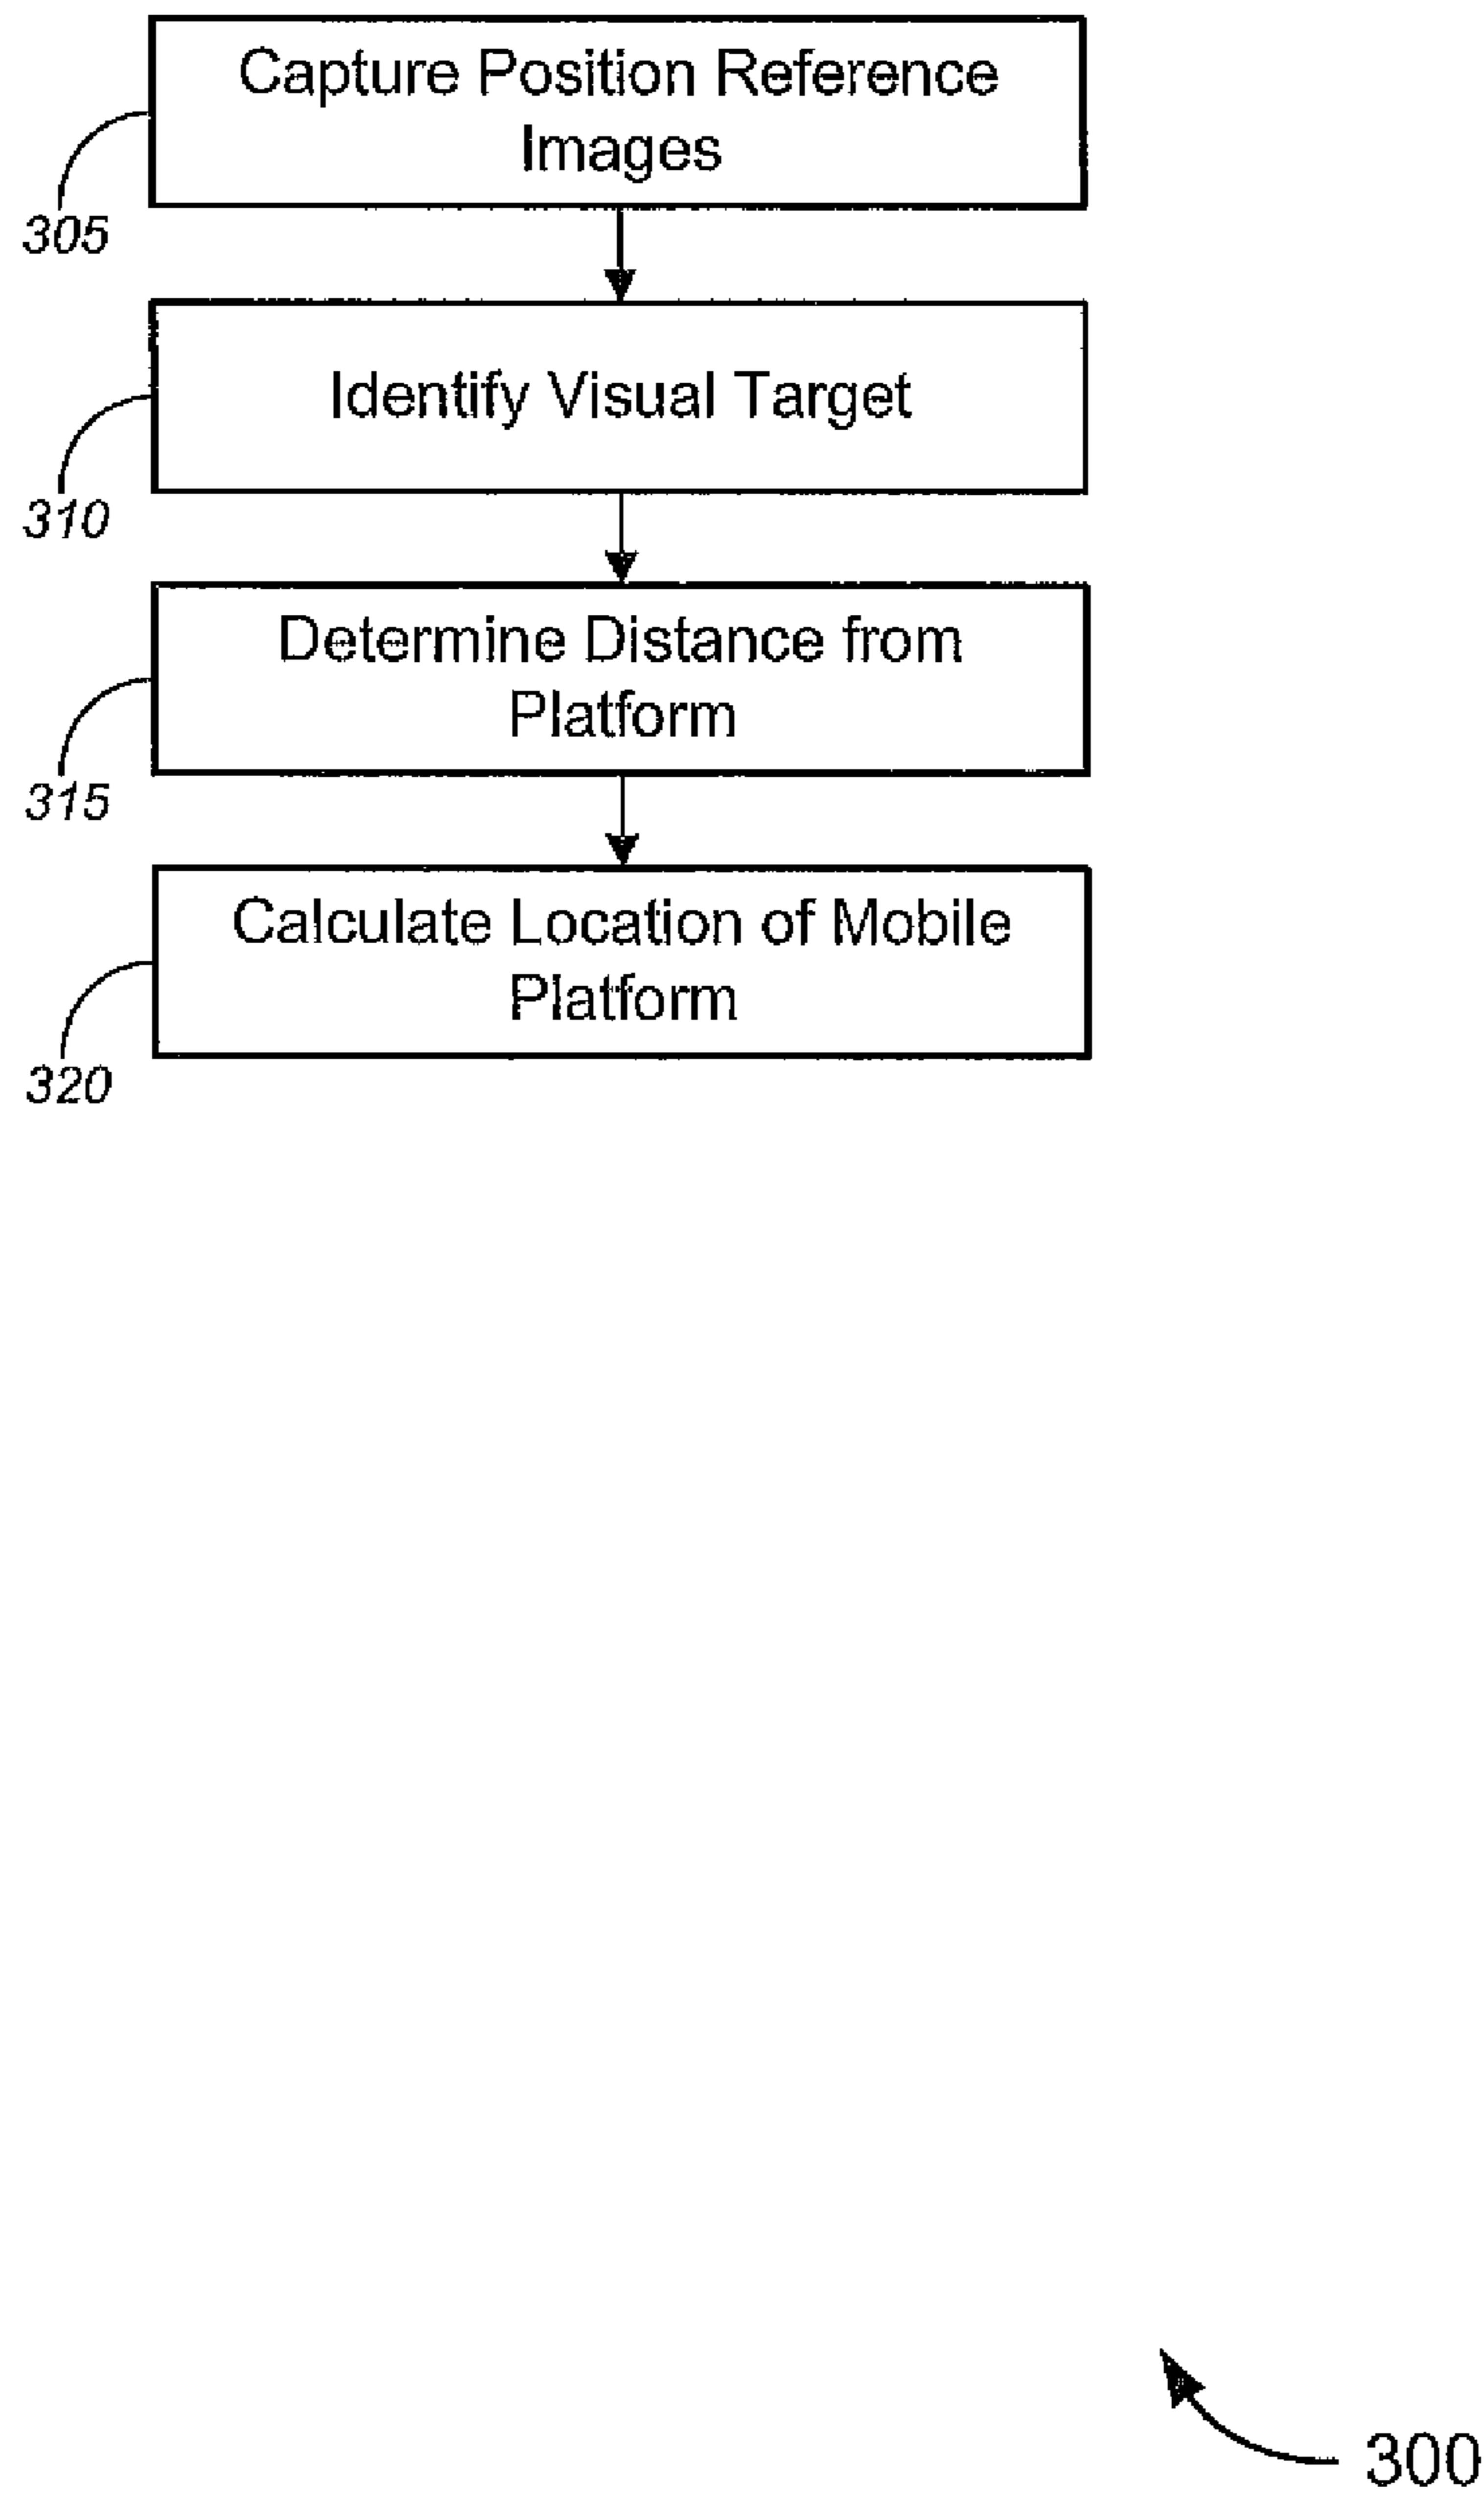 Capture Position Reference
Images
305
Identify Visual Target
310
Determine Distance from
Platform
315
Calculate Location of Mobile
Platform
320
300